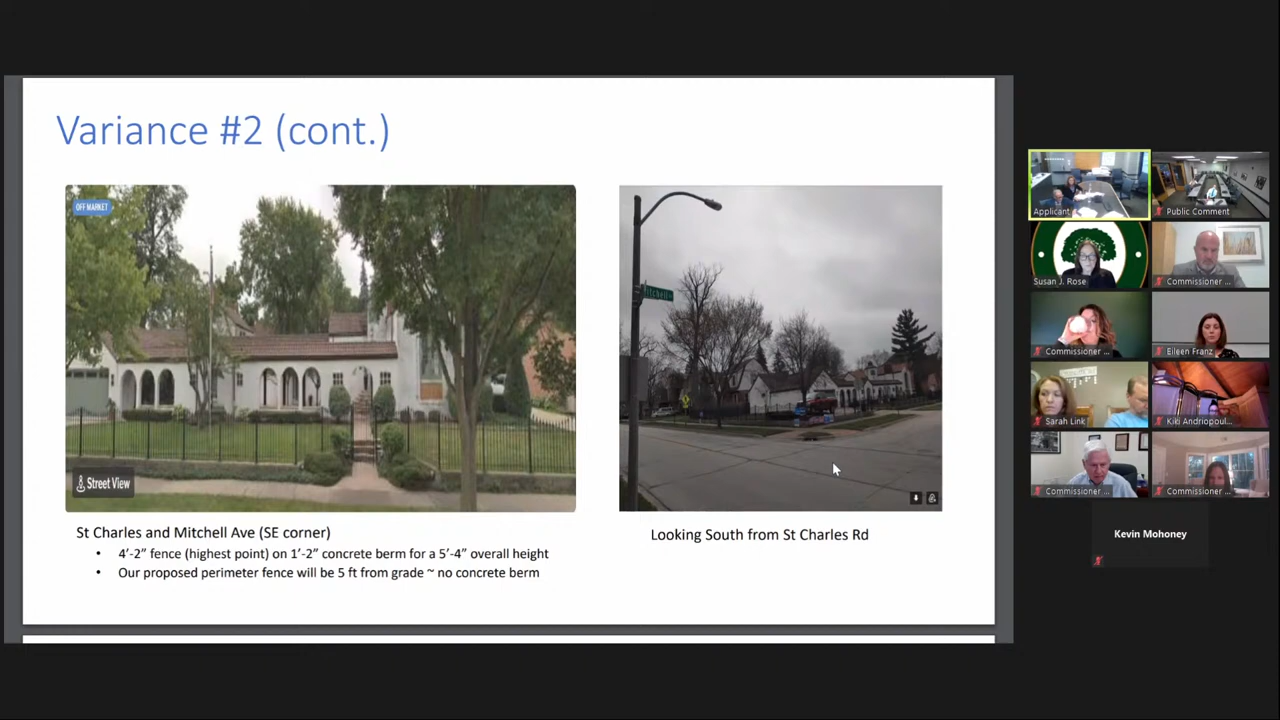 Variance #2 (cont.)
OFF MARKET
Street View
Mitchell
St Charles and Mitchell Ave (SE corner)
• 4’-2” fence (highest point) on 1’-2” concrete berm for a 5’-4” overall height
• Our proposed perimeter fence will be 5 ft from grade ~ no concrete berm
Looking South from St Charles Rd
Applicant
Public Comment
Susan J. Rose
Commissioner ...
Commissioner ...
Eileen Franz
Sarah Link
Kiki Andriopoul...
Commissioner ...
Commissioner ...
Kevin Mohoney